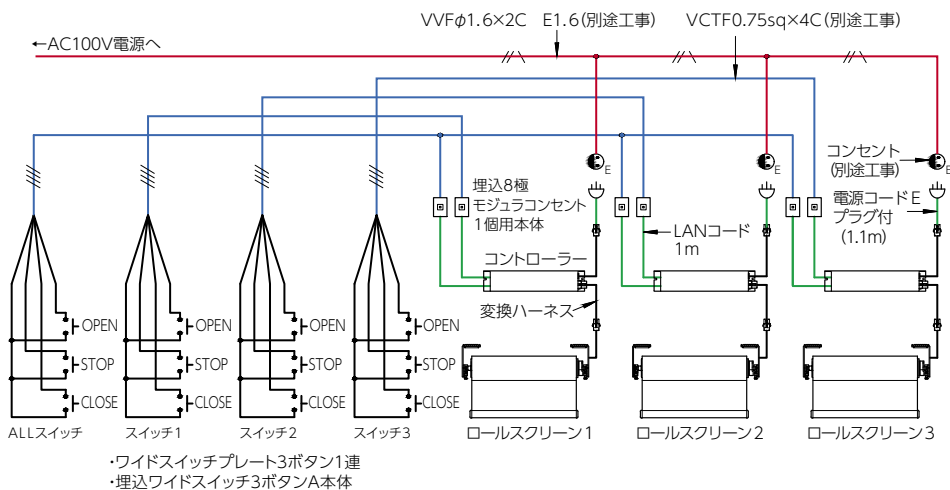 VVFφ1.6×2C　E1.6(別途工事)
VCTF0.75sq×4C(別途工事)
←AC100V電源へ
コンセント
(別途工事)
E
E
E
埋込8極
モジュラコンセント
1個用本体
電源コードE
プラグ付
(1.1m)
LANコード
1m
コントローラー
変換ハーネス
OPEN
OPEN
OPEN
OPEN
STOP
STOP
STOP
STOP
CLOSE
CLOSE
CLOSE
CLOSE
ALLスイッチ
スイッチ1
スイッチ2
スイッチ3
ロールスクリーン1
ロールスクリーン2
ロールスクリーン3
・ワイドスイッチプレート3ボタン1連
・埋込ワイドスイッチ3ボタンA本体